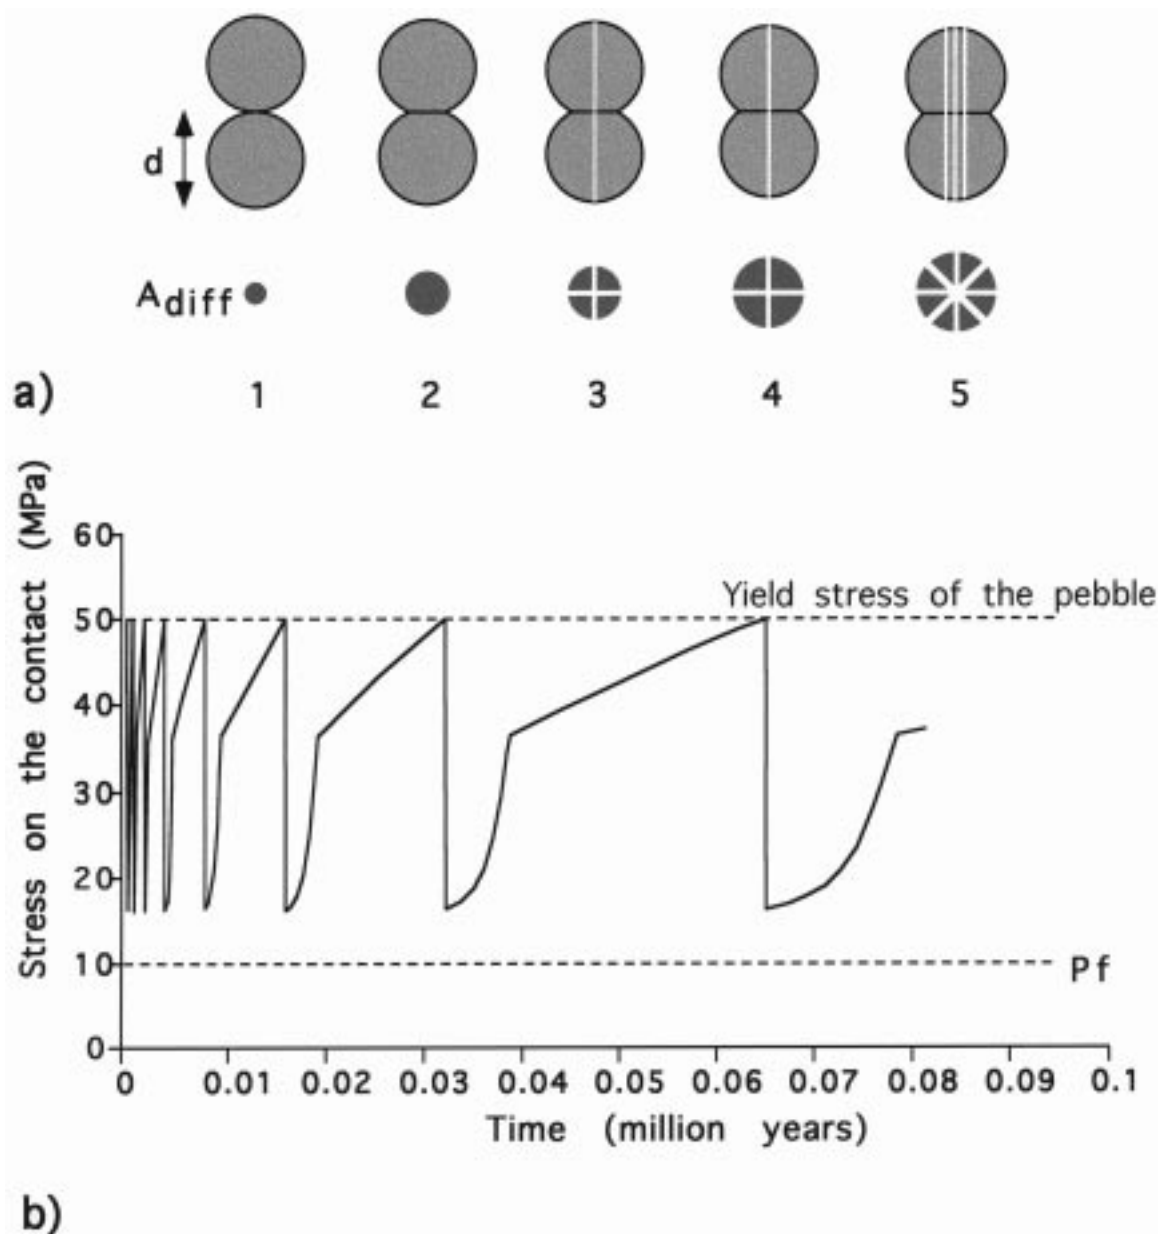 d
Adiff
a) 1 2 3 4 5
Stress on the contact (MPa)
60
50
40
30
20
10
0
Yield stress of the pebble
Pf
0 0.01 0.02 0.03 0.04 0.05 0.06 0.07 0.08 0.09 0.1
Time (million years)
b)